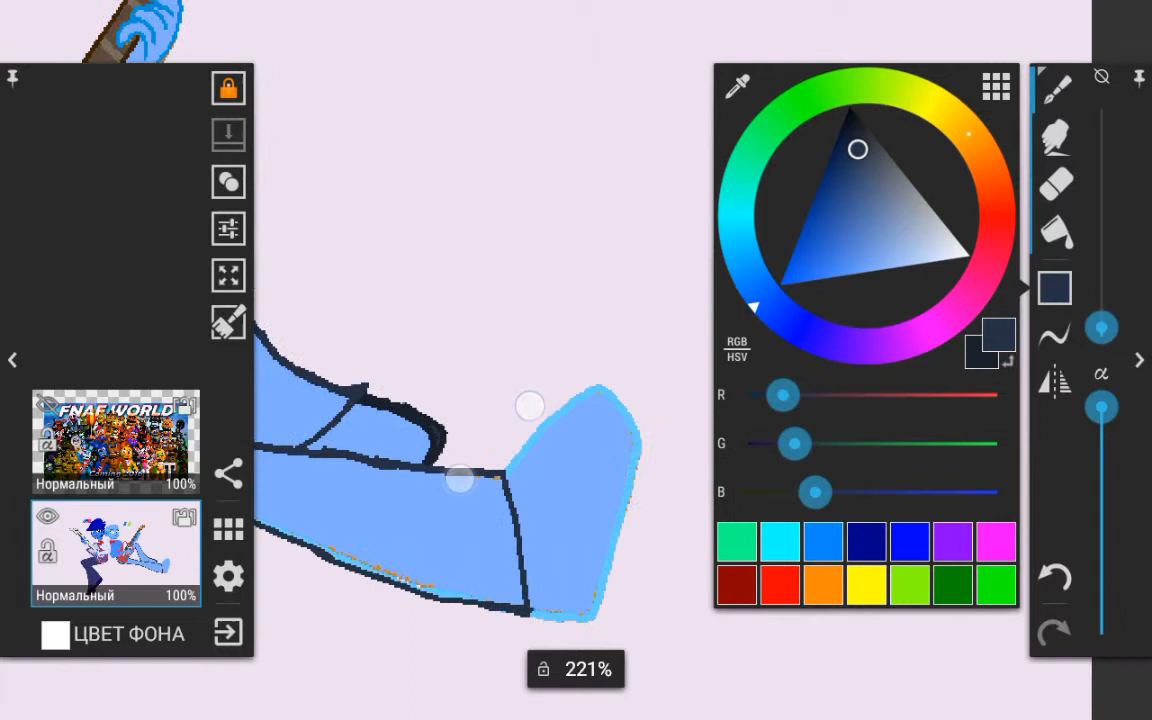 RGB
HSV
R
G
B
α
FNAF WORLD
α
Нормальный 100%
α
Нормальный 100%
ЦВЕТ ФОНА
221%